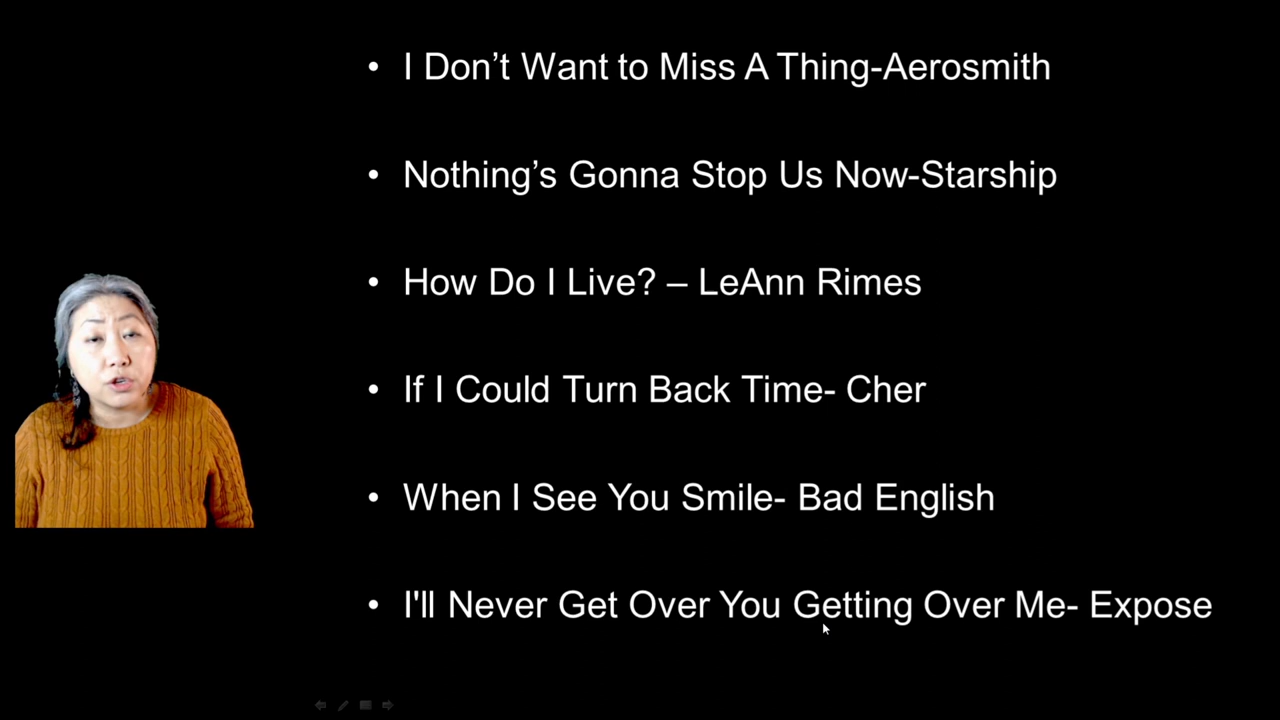 • I Don’t Want to Miss A Thing-Aerosmith
• Nothing’s Gonna Stop Us Now-Starship
• How Do I Live? – LeAnn Rimes
• If I Could Turn Back Time- Cher
• When I See You Smile- Bad English
• I'll Never Get Over You Getting Over Me- Expose